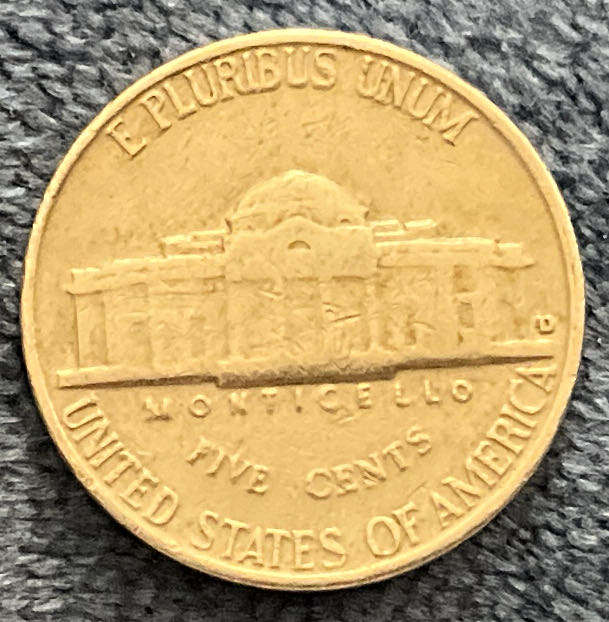 E PLURIBUS UNUM
D
MONTICELLO
FIVE CENTS
UNITED STATES OF AMERICA